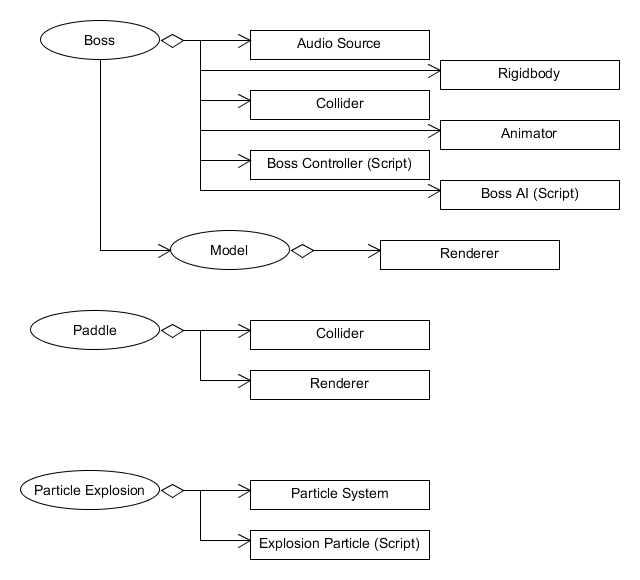 Boss
Audio Source
Rigidbody
Collider
Animator
Boss Controller (Script)
Boss AI (Script)
Model
Renderer
Paddle
Collider
Renderer
Particle Explosion
Particle System
Explosion Particle (Script)